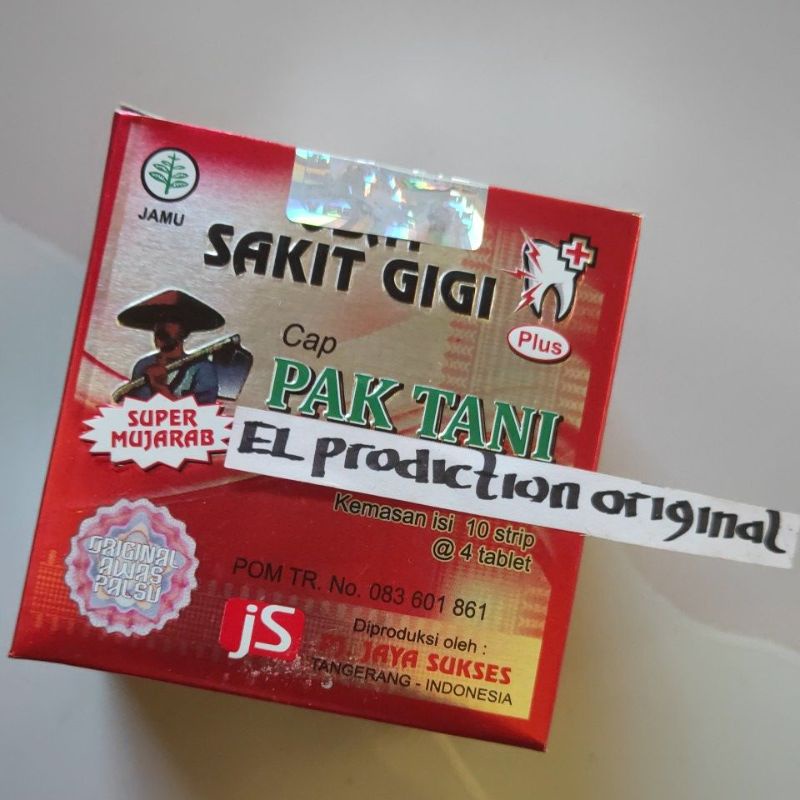 JAMU
SAKIT GIGI
Plus
Cap
PAK TANI
SUPER
MUJARAB
EL prodiction original
Kemasan isi 10 strip
@ 4 tablet
ORIGINAL
AWAS
PALSU
POM TR. No. 083 601 861
js
Diproduksi oleh :
JAYA SUKSES
TANGERANG - INDONESIA